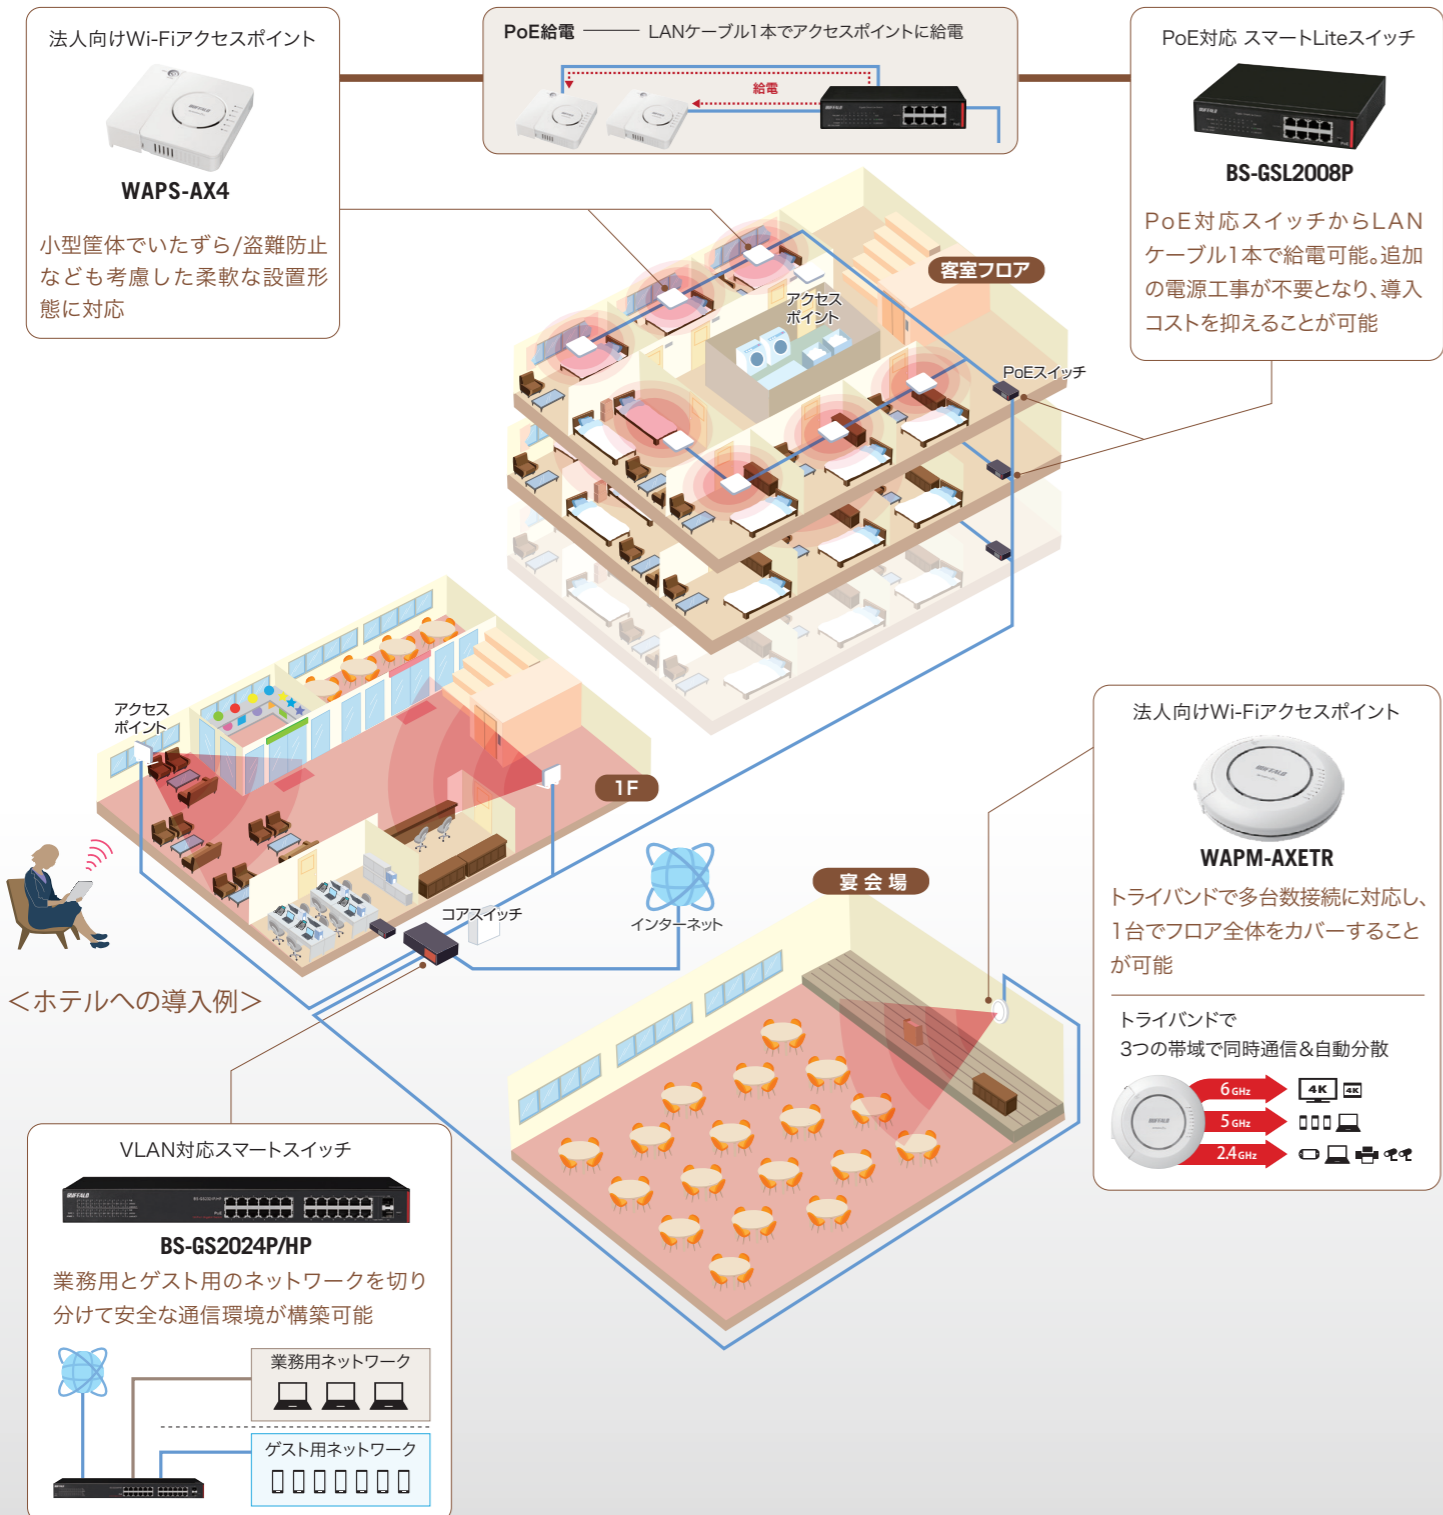 法人向けWi-Fiアクセスポイント
WAPS-AX4
小型筐体でいたずら/盗難防止
なども考慮した柔軟な設置形
態に対応
PoE給電 LANケーブル1本でアクセスポイントに給電
給電
PoE対応 スマートLiteスイッチ
BUFFALO
BS-GSL2008P
PoE対応スイッチからLAN
ケーブル1本で給電可能。追加
の電源工事が不要となり、導入
コストを抑えることが可能
客室フロア
アクセス
ポイント
PoEスイッチ
アクセス
ポイント
1F
コアスイッチ
インターネット
<ホテルへの導入例>
宴会場
法人向けWi-Fiアクセスポイント
BUFFALO
WAPM-AXETR
トライバンドで多台数接続に対応し、
1台でフロア全体をカバーすること
が可能
トライバンドで
3つの帯域で同時通信&自動分散
6GHz
4K
4K
5GHz
2.4GHz
VLAN対応スマートスイッチ
BUFFALO
BS-GS2024P/HP
業務用とゲスト用のネットワークを切り
分けて安全な通信環境が構築可能
業務用ネットワーク
ゲスト用ネットワーク